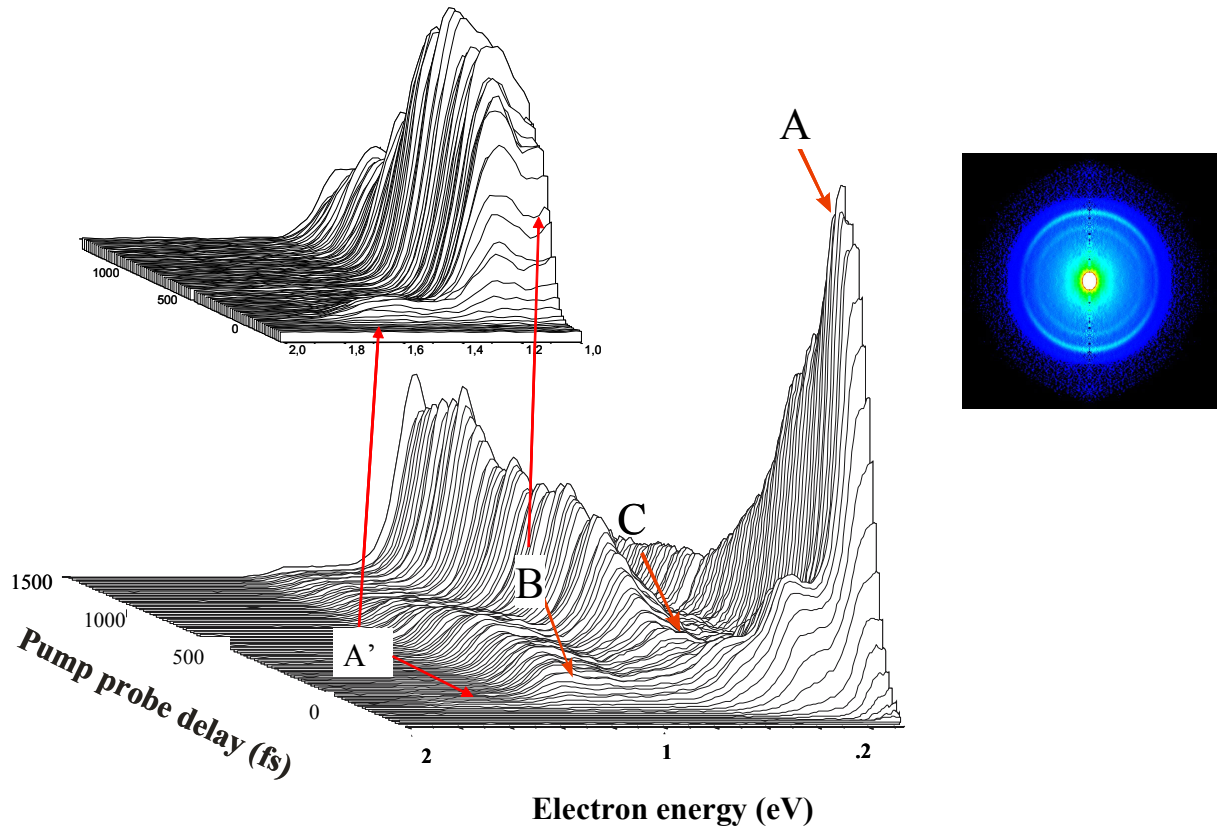 A
1000
500
0
2,0
1,8
1,6
1,4
1,2
1,0
C
B
A’
1500
1000
500
0
Pump probe delay (fs)
2
1
.2
Electron energy (eV)